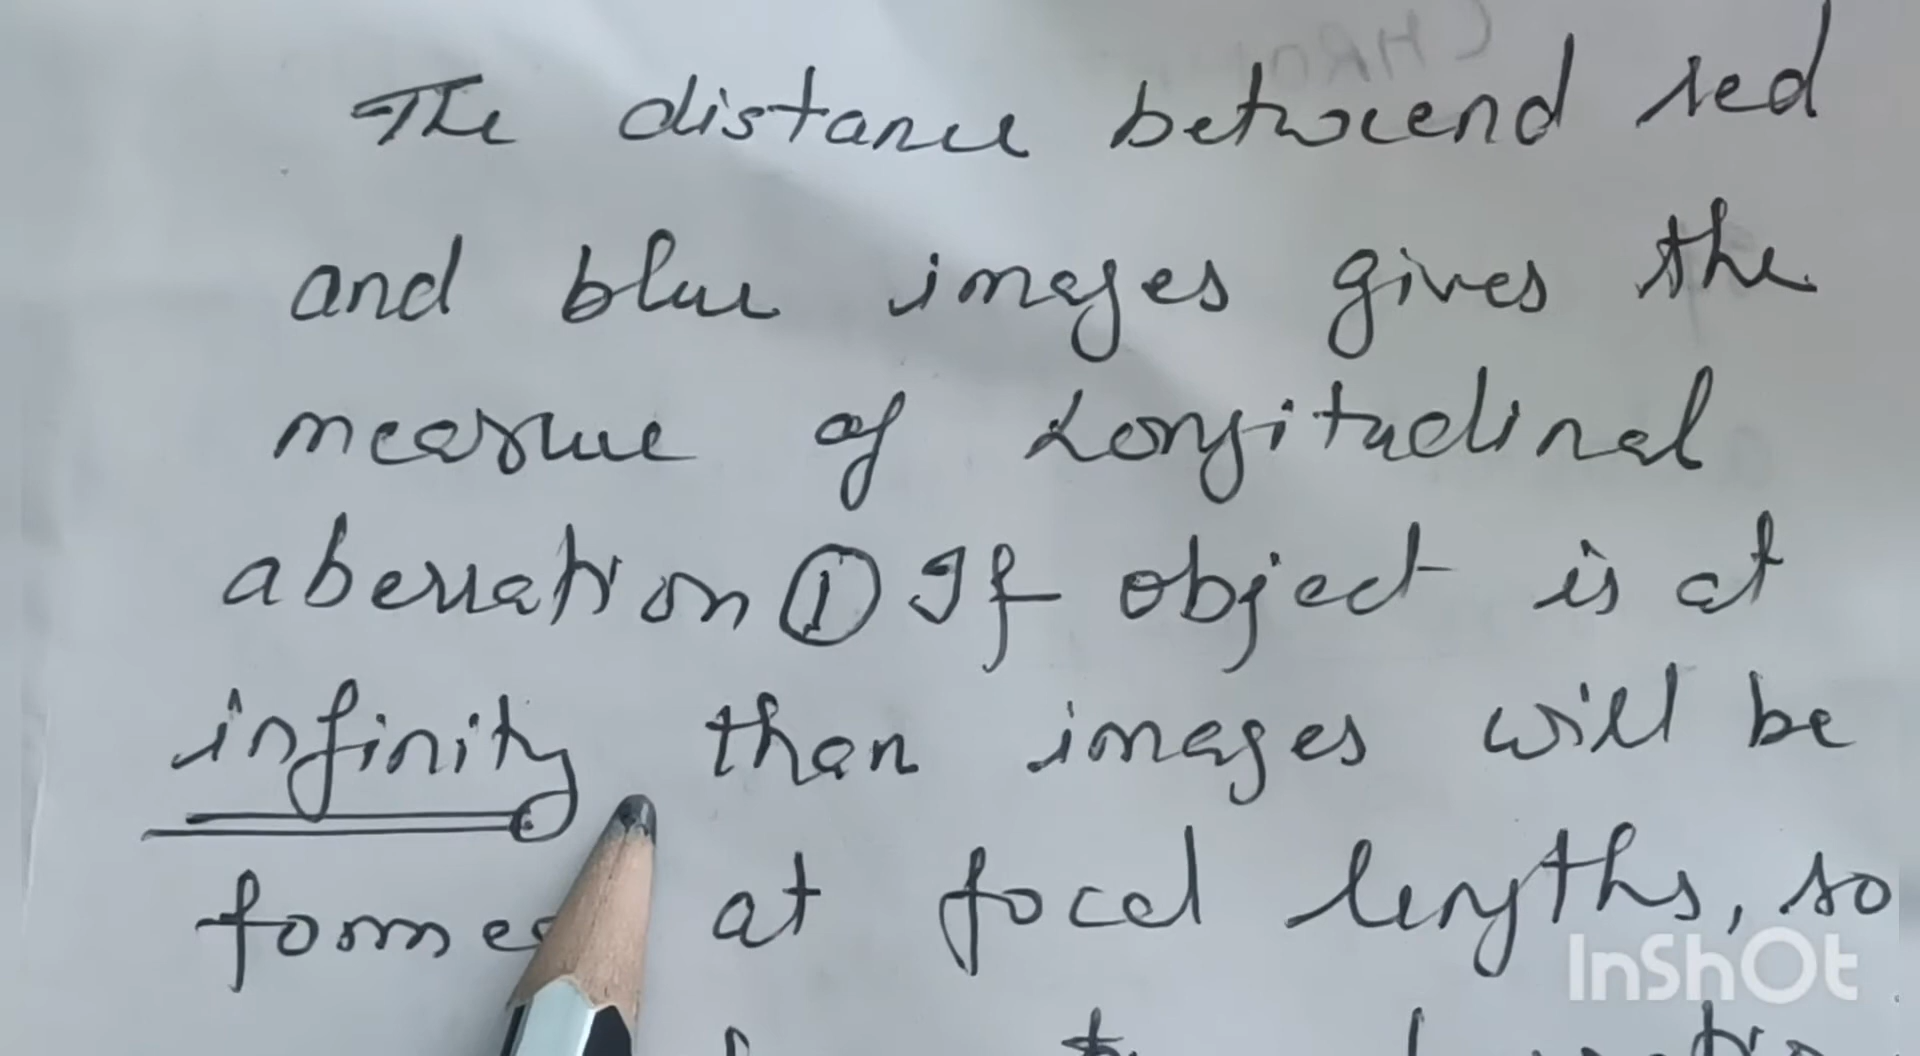 The distance betweend red
and blue images gives the
measure of Longitudinal
aberration ① If object is at
infinity than images will be
formed at focal lengths, so
InShOt